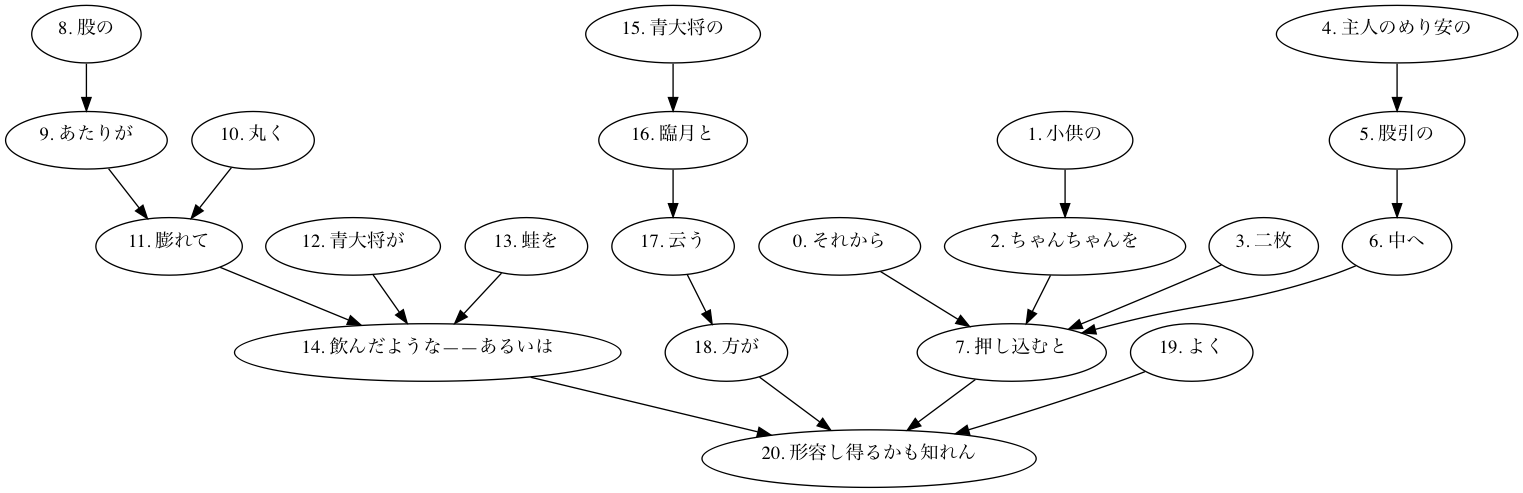 8. 股の
15. 青大将の
4. 主人のめり安の
9. あたりが
10. 丸く
16. 臨月と
1. 小供の
5. 股引の
11. 膨れて
12. 青大将が
13. 蛙を
17. 云う
0. それから
2. ちゃんちゃんを
3. 二枚
6. 中へ
14. 飲んだような——あるいは
18. 方が
7. 押し込むと
19. よく
20. 形容し得るかも知れん